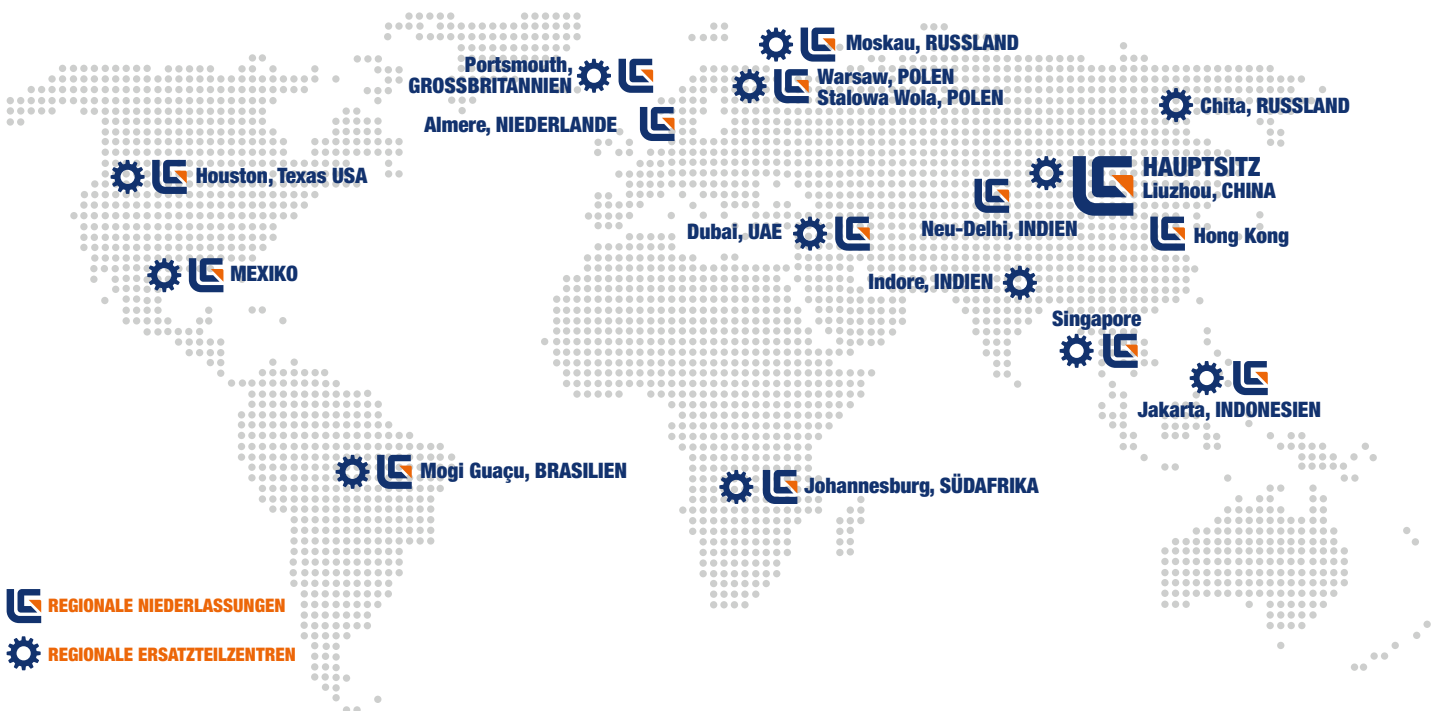 Moskau, RUSSLAND
Portsmouth,
GROSSBRITANNIEN
Warsaw, POLEN
Stalowa Wola, POLEN
Chita, RUSSLAND
Almere, NIEDERLANDE
Houston, Texas USA
HAUPTSITZ
Liuzhou, CHINA
Dubai, UAE
Neu-Delhi, INDIEN
Hong Kong
MEXIKO
Indore, INDIEN
Singapore
Jakarta, INDONESIEN
Mogi Guaçu, BRASILIEN
Johannesburg, SÜDAFRIKA
REGIONALE NIEDERLASSUNGEN
REGIONALE ERSATZTEILZENTREN